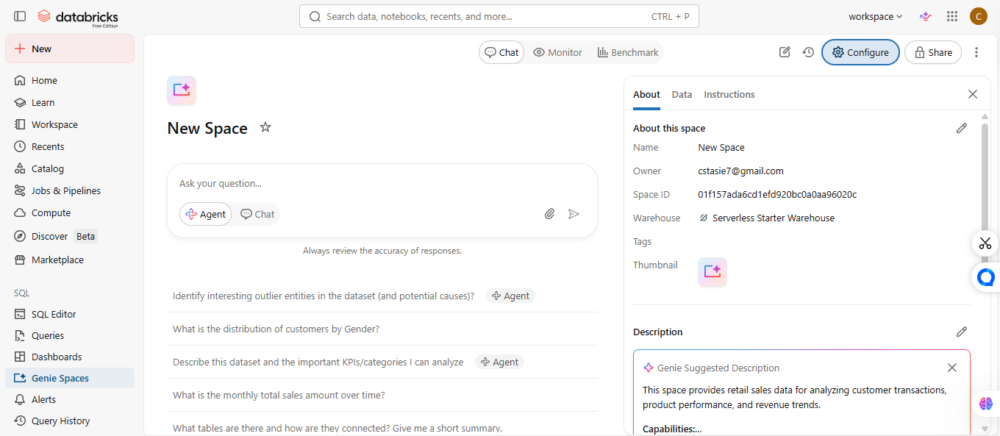 databricks
Free Edition
Search data, notebooks, recents, and more...
CTRL + P
workspace
C
New
Home
Learn
Workspace
Recents
Catalog
Jobs & Pipelines
Compute
Discover Beta
Marketplace
SQL
SQL Editor
Queries
Dashboards
Genie Spaces
Alerts
Query History
Chat
Monitor
Benchmark
Configure
Share
New Space
Ask your question...
Agent
Chat
Always review the accuracy of responses.
Identify interesting outlier entities in the dataset (and potential causes)? Agent
What is the distribution of customers by Gender?
Describe this dataset and the important KPIs/categories I can analyze Agent
What is the monthly total sales amount over time?
What tables are there and how are they connected? Give me a short summary.
About Data Instructions
About this space
Name New Space
Owner cstasie7@gmail.com
Space ID 01f157ada6cd1efd920bc0a0aa96020c
Warehouse Serverless Starter Warehouse
Tags
Thumbnail
Description
Genie Suggested Description
This space provides retail sales data for analyzing customer transactions,
product performance, and revenue trends.
Capabilities:...